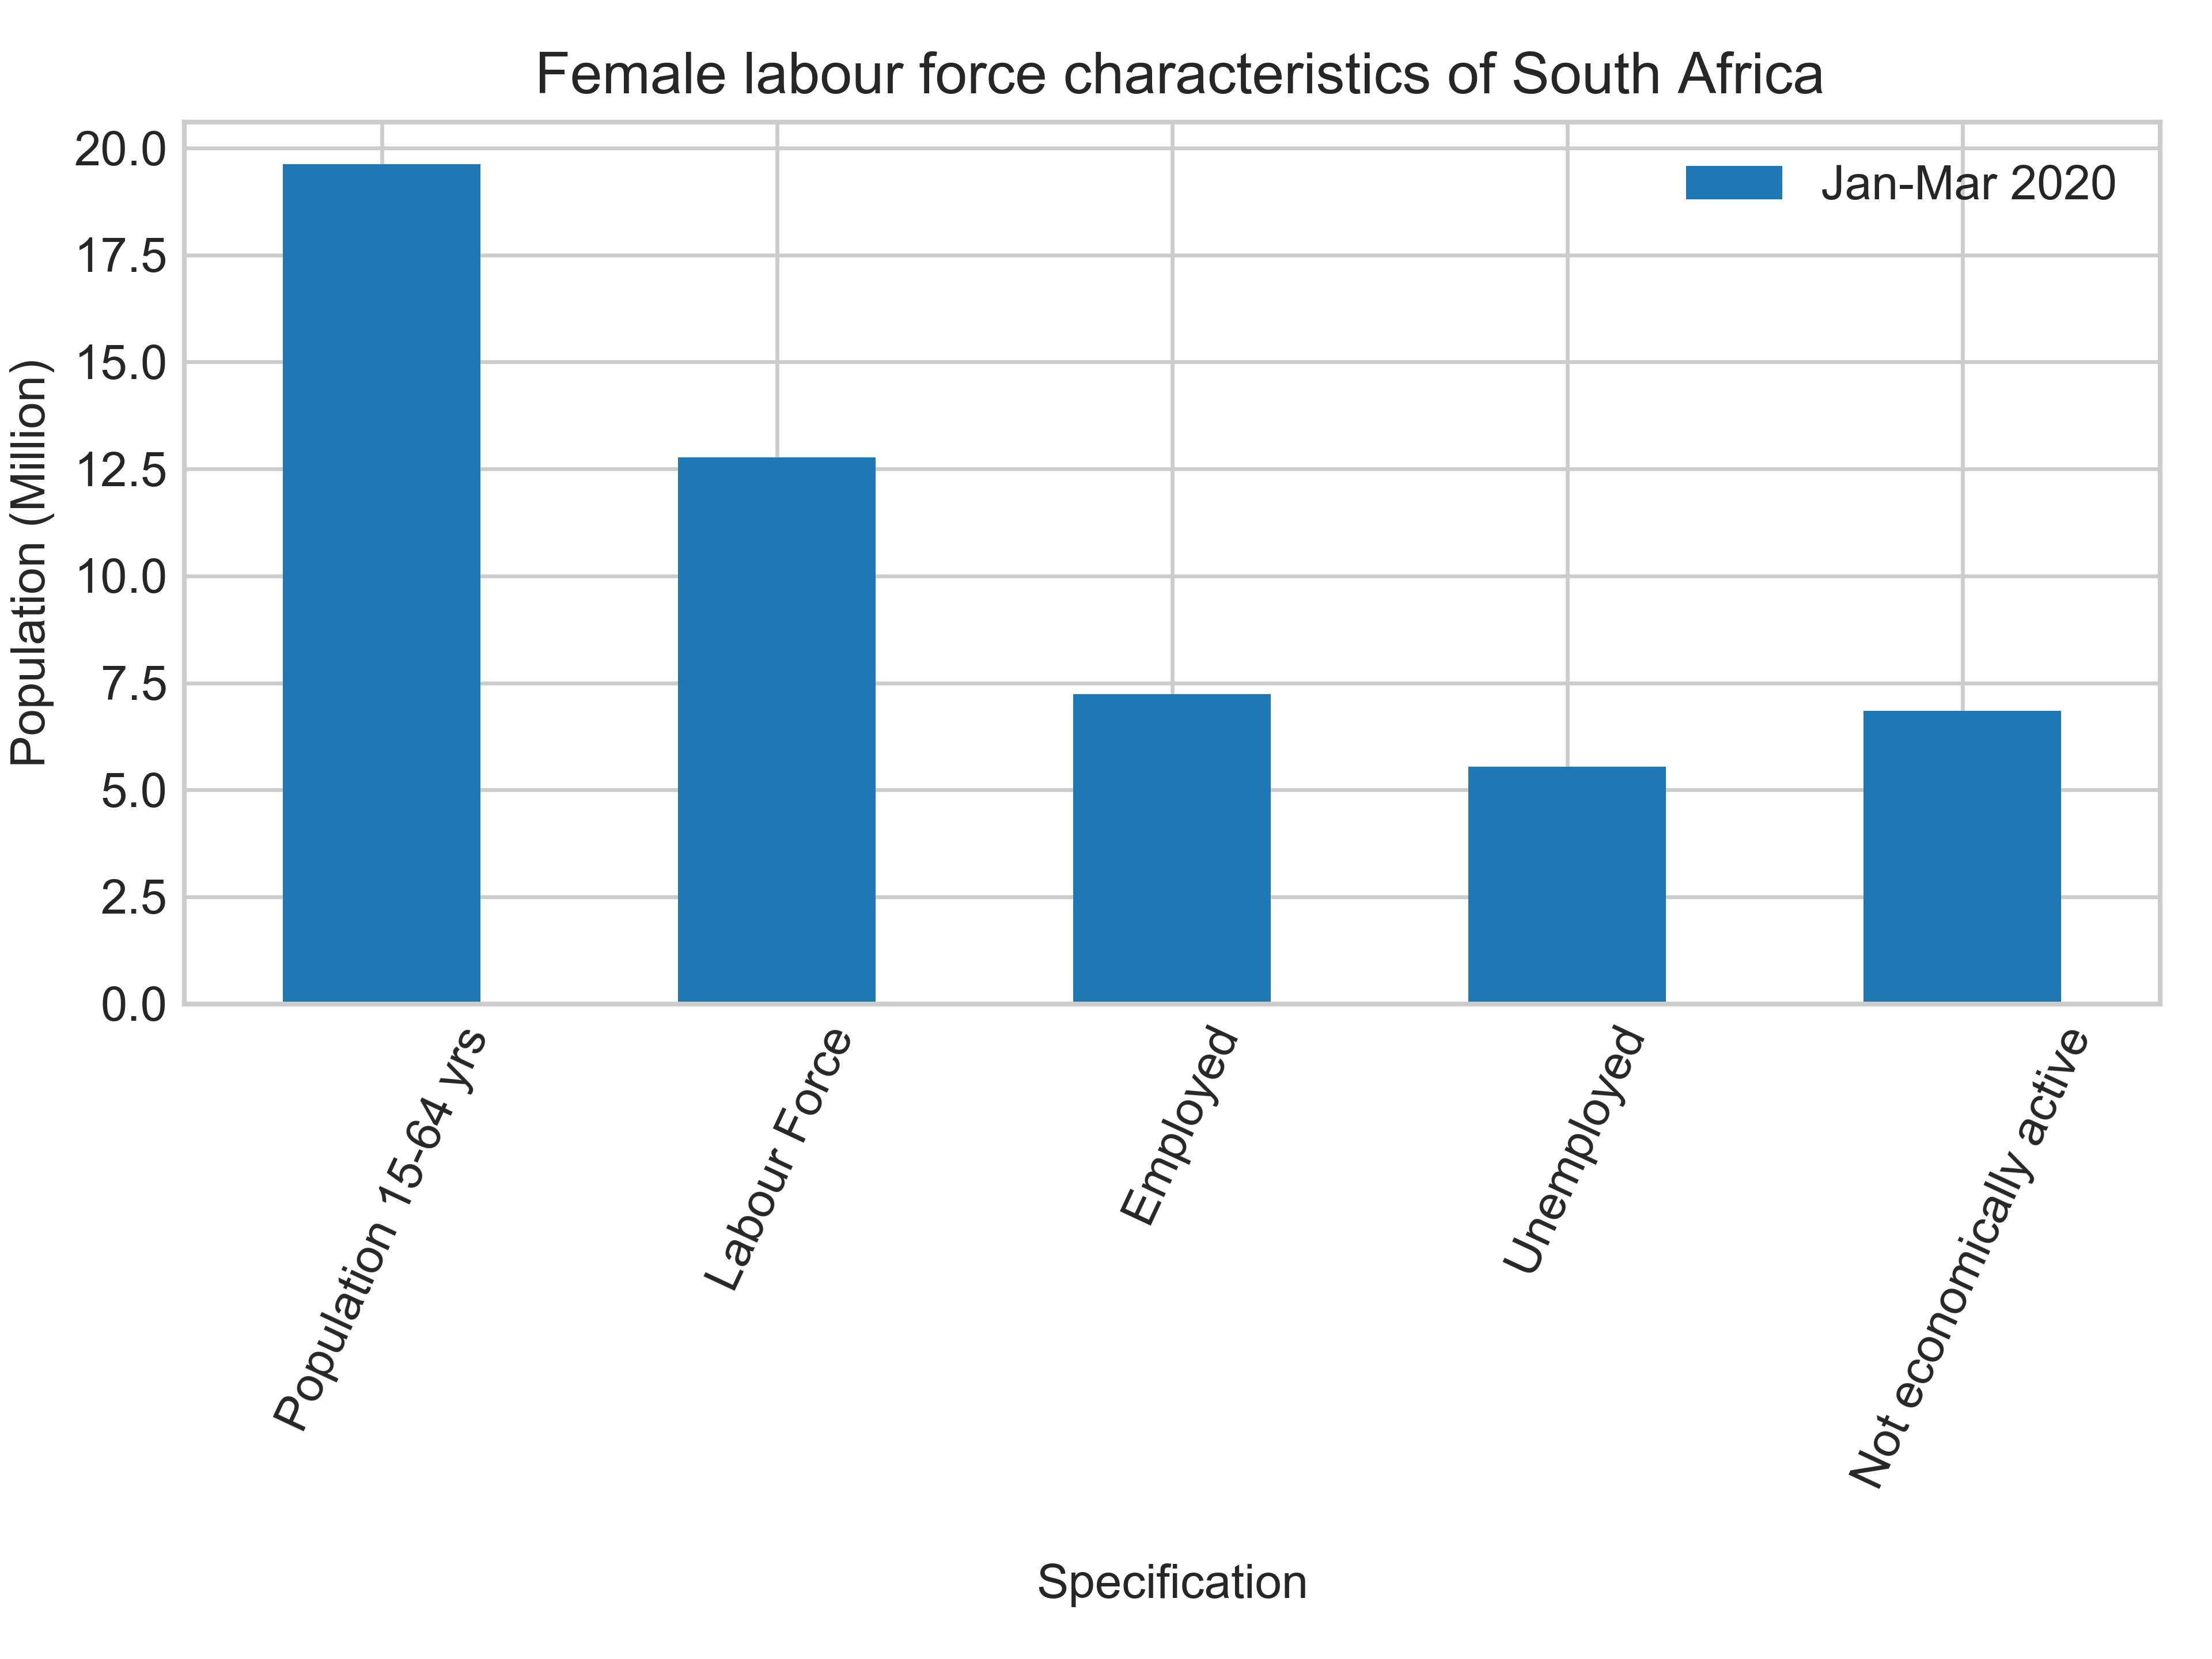 Female labour force characteristics of South Africa
Jan-Mar 2020
Population (Million)
20.0
17.5
15.0
12.5
10.0
7.5
5.0
2.5
0.0
Population 15-64 yrs
Labour Force
Employed
Unemployed
Not economically active
Specification